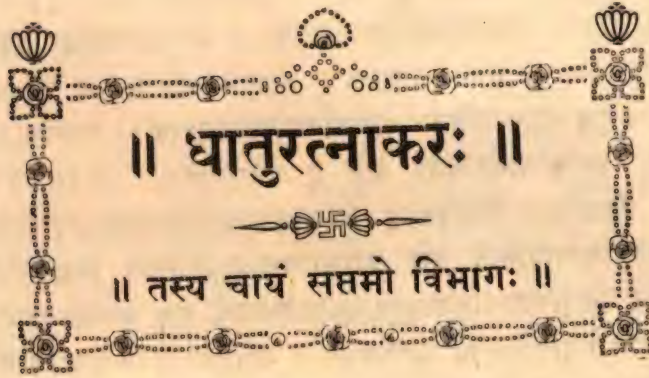 ॥ धातुरत्नाकरः ॥
॥ तस्य चायं सप्तमो विभागः ॥